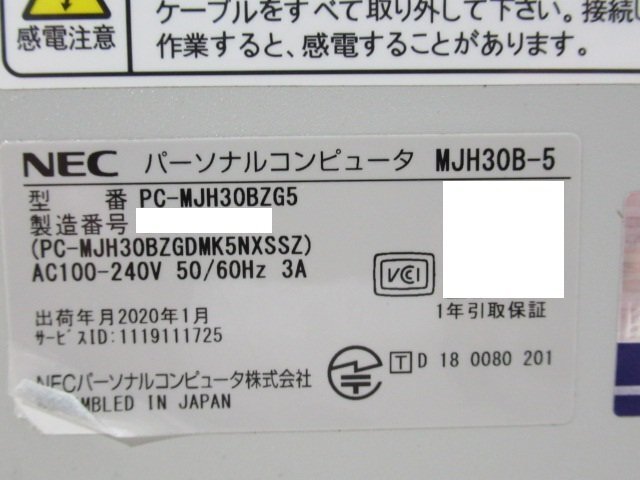 ケーブルをすべて取り外して下さい。接続し
感電注意
作業すると、感電することがあります。
NEC パーソナルコンピュータ MJH30B-5
型 番 PC-MJH30BZG5
製造番号
(PC-MJH30BZGDMK5NXSSZ)
AC100-240V 50/60Hz 3A
VCCI
出荷年月2020年1月
1年引取保証
サービスID:1119111725
T D 18 0080 201
NECパーソナルコンピュータ株式会社
MBLED IN JAPAN